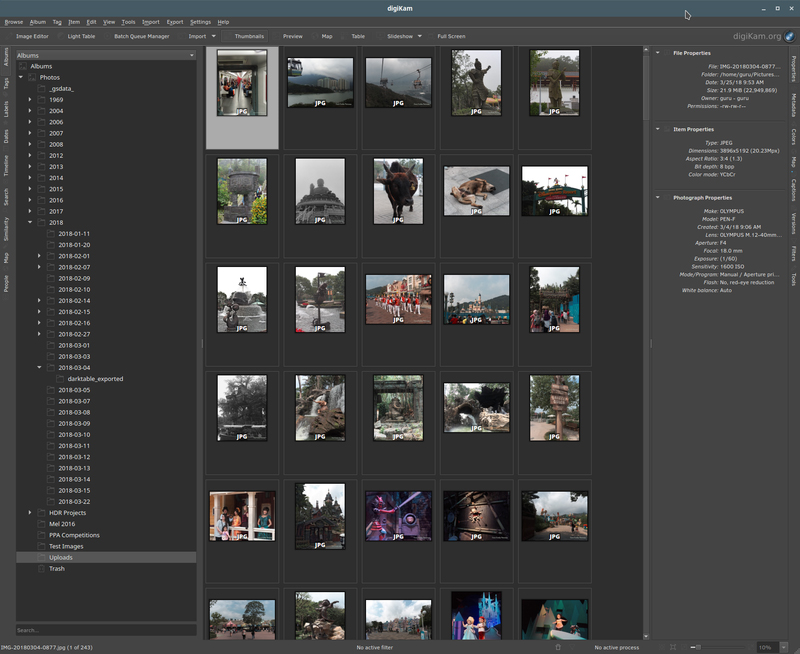 digiKam
Browse Album Tag Item Edit View Tools Import Export Settings Help
Image Editor Light Table Batch Queue Manager Import Thumbnails Preview Map Table Slideshow Full Screen digiKam.org
Albums
Tags
Labels
Dates
Timeline
Search
Similarity
Map
People
Albums
Albums
Photos
_gsdata_
1969
2004
2006
2007
2008
2012
2013
2014
2015
2016
2017
2018
2018-01-11
2018-01-20
2018-02-01
2018-02-07
2018-02-09
2018-02-10
2018-02-14
2018-02-15
2018-02-16
2018-02-27
2018-03-01
2018-03-03
2018-03-04
darktable_exported
2018-03-05
2018-03-07
2018-03-08
2018-03-09
2018-03-10
2018-03-11
2018-03-12
2018-03-13
2018-03-14
2018-03-15
2018-03-22
HDR Projects
Mel 2016
PPA Competitions
Test Images
Uploads
Trash
Search...
JPG JPG JPG JPG JPG
JPG JPG JPG JPG JPG
JPG JPG JPG JPG JPG
JPG JPG JPG JPG JPG
JPG JPG JPG JPG JPG
File Properties
File: IMG-20180304-0877...
Folder: /home/guru/Pictures...
Date: 3/25/18 9:53 AM
Size: 21.9 MiB (22,949,869)
Owner: guru - guru
Permissions: -rw-rw-r--
Item Properties
Type: JPEG
Dimensions: 3896x5192 (20.23Mpx)
Aspect Ratio: 3:4 (1.3)
Bit depth: 8 bpp
Color mode: YCbCr
Photograph Properties
Make: OLYMPUS
Model: PEN-F
Created: 3/4/18 9:06 AM
Lens: OLYMPUS M.12-40mm...
Aperture: F4
Focal: 18.0 mm
Exposure: (1/60)
Sensitivity: 1600 ISO
Mode/Program: Manual / Aperture pri...
Flash: No, red-eye reduction
White balance: Auto
Properties
Metadata
Colors
Map
Captions
Versions
Filters
Tools
IMG-20180304-0877.jpg (1 of 243) No active filter No active process 10%